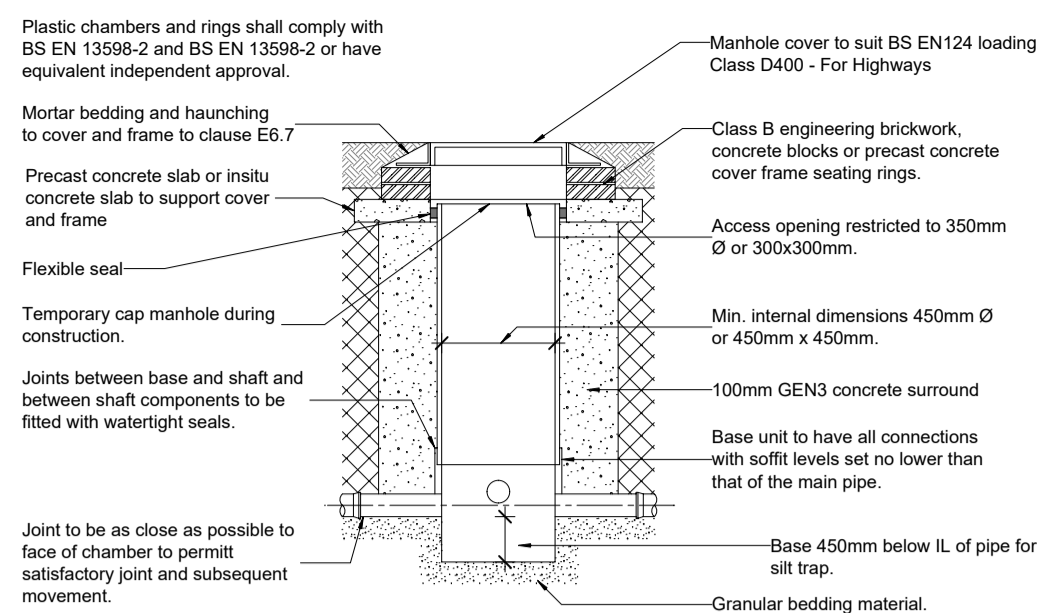 Plastic chambers and rings shall comply with
BS EN 13598-2 and BS EN 13598-2 or have
equivalent independent approval.
Mortar bedding and haunching
to cover and frame to clause E6.7
Precast concrete slab or insitu
concrete slab to support cover
and frame
Flexible seal
Temporary cap manhole during
construction.
Joints between base and shaft and
between shaft components to be
fitted with watertight seals.
Joint to be as close as possible to
face of chamber to permitt
satisfactory joint and subsequent
movement.
Manhole cover to suit BS EN124 loading
Class D400 - For Highways
Class B engineering brickwork,
concrete blocks or precast concrete
cover frame seating rings.
Access opening restricted to 350mm
Ø or 300x300mm.
Min. internal dimensions 450mm Ø
or 450mm x 450mm.
100mm GEN3 concrete surround
Base unit to have all connections
with soffit levels set no lower than
that of the main pipe.
Base 450mm below IL of pipe for
silt trap.
Granular bedding material.